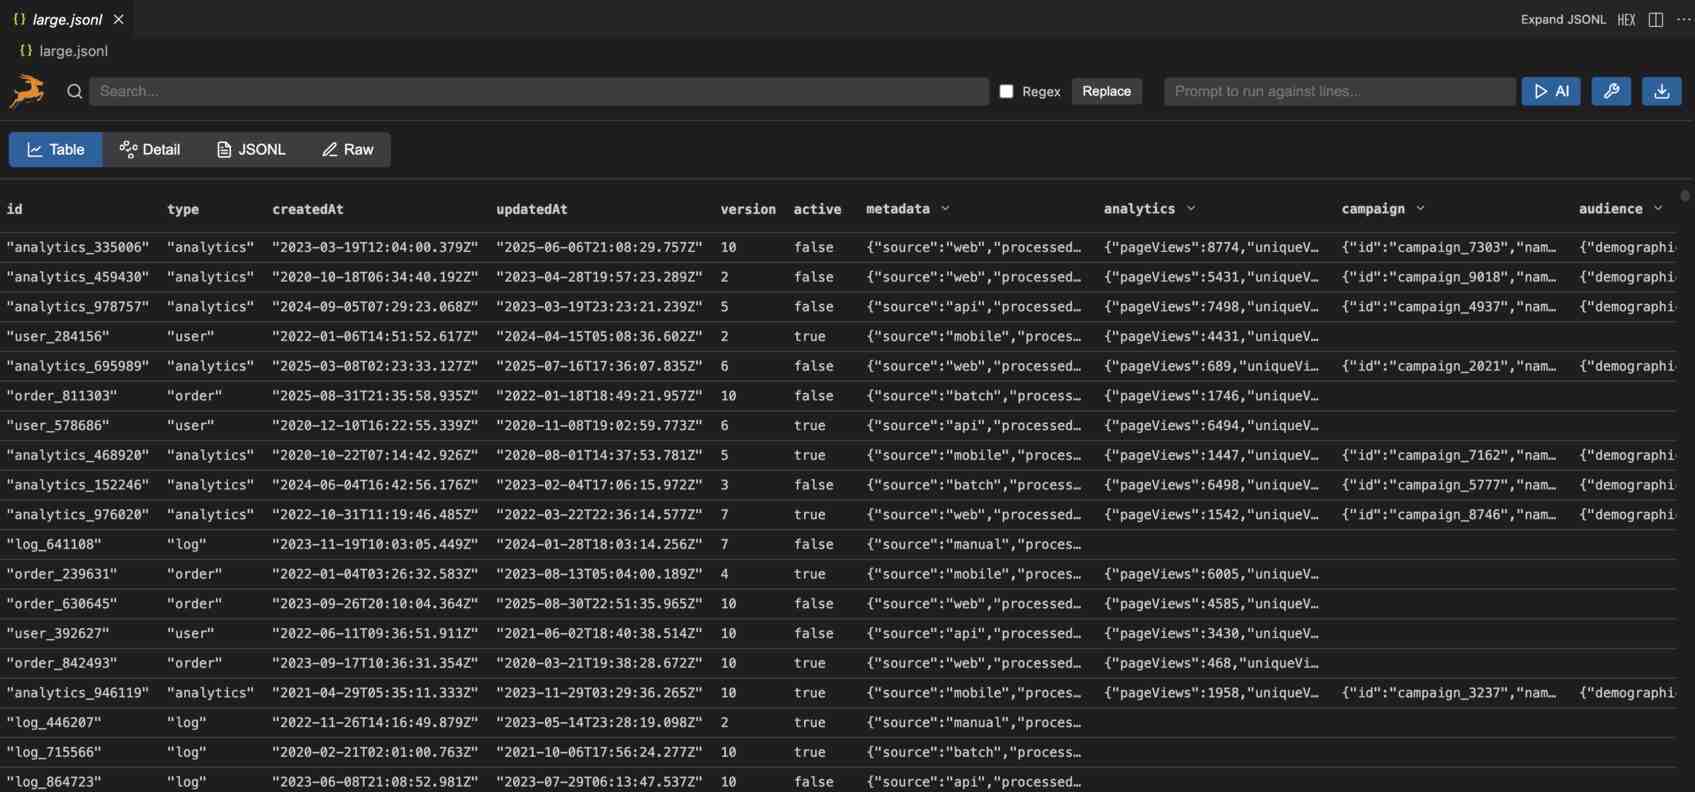 {} large.jsonl × Expand JSONL HEX ...
{} large.jsonl
Search... Regex Replace Prompt to run against lines... AI
Table Detail JSONL Raw
id type createdAt updatedAt version active metadata analytics campaign audience
"analytics_335006" "analytics" "2023-03-19T12:04:00.379Z" "2025-06-06T21:08:29.757Z" 10 false {"source":"web","processed… {"pageViews":8774,"uniqueV… {"id":"campaign_7303","nam… {"demographi
"analytics_459430" "analytics" "2020-10-18T06:34:40.192Z" "2023-04-28T19:57:23.289Z" 2 false {"source":"web","processed… {"pageViews":5431,"uniqueV… {"id":"campaign_9018","nam… {"demographi
"analytics_978757" "analytics" "2024-09-05T07:29:23.068Z" "2023-03-19T23:23:21.239Z" 5 false {"source":"api","processed… {"pageViews":7498,"uniqueV… {"id":"campaign_4937","nam… {"demographi
"user_284156" "user" "2022-01-06T14:51:52.617Z" "2024-04-15T05:08:36.602Z" 2 true {"source":"mobile","proces… {"pageViews":4431,"uniqueV…
"analytics_695989" "analytics" "2025-03-08T02:23:33.127Z" "2025-07-16T17:36:07.835Z" 6 false {"source":"web","processed… {"pageViews":689,"uniqueVi… {"id":"campaign_2021","nam… {"demographi
"order_811303" "order" "2025-08-31T21:35:58.935Z" "2022-01-18T18:49:21.957Z" 10 false {"source":"batch","process… {"pageViews":1746,"uniqueV…
"user_578686" "user" "2020-12-10T16:22:55.339Z" "2020-11-08T19:02:59.773Z" 6 true {"source":"api","processed… {"pageViews":6494,"uniqueV…
"analytics_468920" "analytics" "2020-10-22T07:14:42.926Z" "2020-08-01T14:37:53.781Z" 5 true {"source":"mobile","proces… {"pageViews":1447,"uniqueV… {"id":"campaign_7162","nam… {"demographi
"analytics_152246" "analytics" "2024-06-04T16:42:56.176Z" "2023-02-04T17:06:15.972Z" 3 false {"source":"batch","process… {"pageViews":6498,"uniqueV… {"id":"campaign_5777","nam… {"demographi
"analytics_976020" "analytics" "2022-10-31T11:19:46.485Z" "2022-03-22T22:36:14.577Z" 7 true {"source":"web","processed… {"pageViews":1542,"uniqueV… {"id":"campaign_8746","nam… {"demographi
"log_641108" "log" "2023-11-19T10:03:05.449Z" "2024-01-28T18:03:14.256Z" 7 false {"source":"manual","proces…
"order_239631" "order" "2022-01-04T03:26:32.583Z" "2023-08-13T05:04:00.189Z" 4 true {"source":"mobile","proces… {"pageViews":6005,"uniqueV…
"order_630645" "order" "2023-09-26T20:10:04.364Z" "2025-08-30T22:51:35.965Z" 10 false {"source":"web","processed… {"pageViews":4585,"uniqueV…
"user_392627" "user" "2022-06-11T09:36:51.911Z" "2021-06-02T18:40:38.514Z" 10 false {"source":"api","processed… {"pageViews":3430,"uniqueV…
"order_842493" "order" "2023-09-17T10:36:31.354Z" "2020-03-21T19:38:28.672Z" 10 true {"source":"web","processed… {"pageViews":468,"uniqueVi…
"analytics_946119" "analytics" "2021-04-29T05:35:11.333Z" "2023-11-29T03:29:36.265Z" 10 true {"source":"mobile","proces… {"pageViews":1958,"uniqueV… {"id":"campaign_3237","nam… {"demographi
"log_446207" "log" "2022-11-26T14:16:49.879Z" "2023-05-14T23:28:19.098Z" 2 true {"source":"manual","proces…
"log_715566" "log" "2020-02-21T02:01:00.763Z" "2021-10-06T17:56:24.277Z" 10 true {"source":"batch","process…
"log_864723" "log" "2023-06-08T21:08:52.981Z" "2023-07-29T06:13:47.537Z" 10 false {"source":"api","processed…